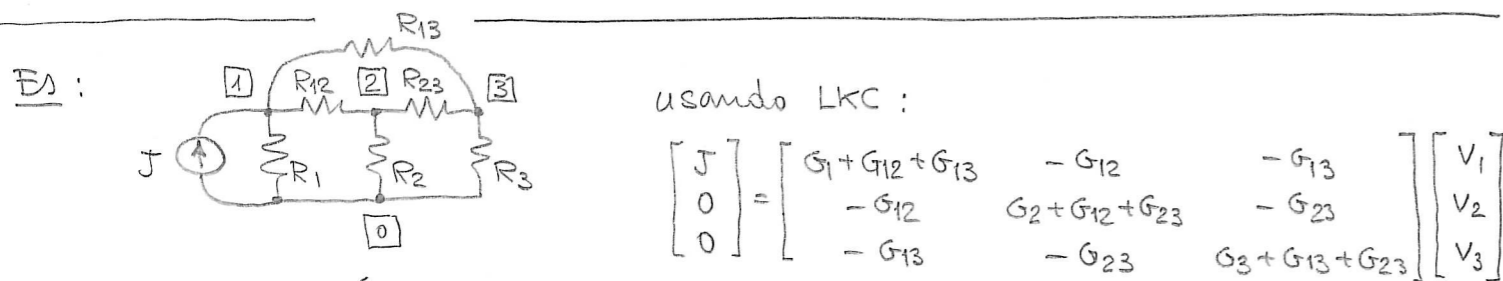 R13
Es :
1 R12 2 R23 3
usando LKC :
J R1 R2 R3
0
[ J ] = [ G1+G12+G13 -G12 -G13 ] [ V1 ]
[ 0 ] [ -G12 G2+G12+G23 -G23 ] [ V2 ]
[ 0 ] [ -G13 -G23 G3+G13+G23 ] [ V3 ]